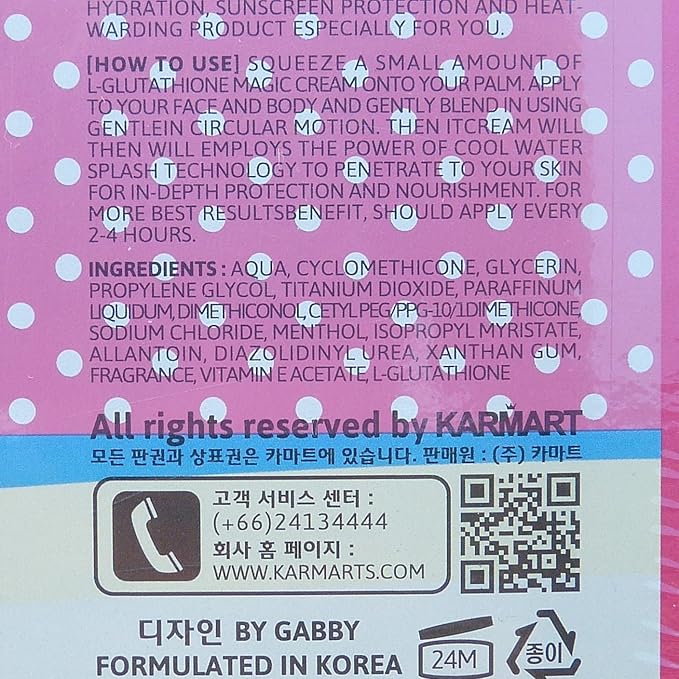 HYDRATION, SUNSCREEN PROTECTION AND HEAT-
WARDING PRODUCT ESPECIALLY FOR YOU.
[HOW TO USE] SQUEEZE A SMALL AMOUNT OF
L-GLUTATHIONE MAGIC CREAM ONTO YOUR PALM. APPLY
TO YOUR FACE AND BODY AND GENTLY BLEND IN USING
GENTLEIN CIRCULAR MOTION. THEN ITCREAM WILL
THEN WILL EMPLOYS THE POWER OF COOL WATER
SPLASH TECHNOLOGY TO PENETRATE TO YOUR SKIN
FOR IN-DEPTH PROTECTION AND NOURISHMENT. FOR
MORE BEST RESULTSBENEFIT, SHOULD APPLY EVERY
2-4 HOURS.
INGREDIENTS : AQUA, CYCLOMETHICONE, GLYCERIN,
PROPYLENE GLYCOL, TITANIUM DIOXIDE, PARAFFINUM
LIQUIDUM, DIMETHICONOL, CETYL PEG/PPG-10/1DIMETHICONE,
SODIUM CHLORIDE, MENTHOL, ISOPROPYL MYRISTATE,
ALLANTOIN, DIAZOLIDINYL UREA, XANTHAN GUM,
FRAGRANCE, VITAMIN E ACETATE, L-GLUTATHIONE
All rights reserved by KARMART
모든 판권과 상표권은 카마트에 있습니다. 판매원 : (주) 카마트
고객 서비스 센터 :
(+66)24134444
회사 홈 페이지 :
WWW.KARMARTS.COM
디자인 BY GABBY
FORMULATED IN KOREA
24M
종이